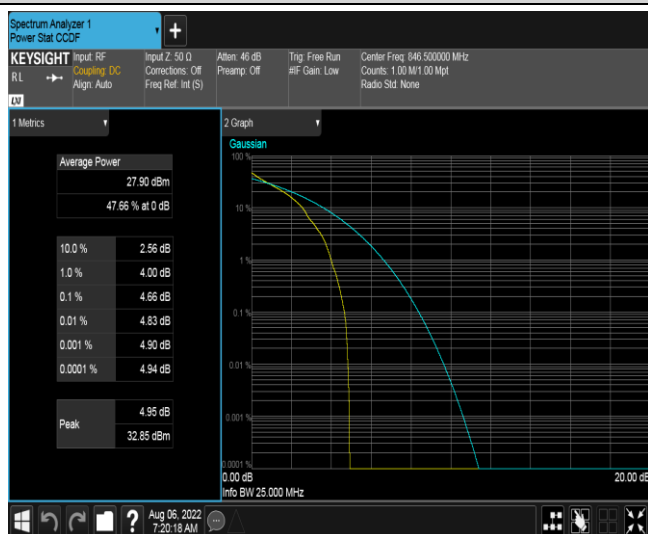 Spectrum Analyzer 1
Power Stat CCDF
+
KEYSIGHT
RL
LXI
Input: RF
Coupling: DC
Align: Auto
Input Z: 50 Ω
Corrections: Off
Freq Ref: Int (S)
Atten: 46 dB
Preamp: Off
Trig: Free Run
#IF Gain: Low
Center Freq: 846.500000 MHz
Counts: 1.00 M/1.00 Mpt
Radio Std: None
1 Metrics
Average Power
27.90 dBm
47.66 % at 0 dB
10.0 % 2.56 dB
1.0 % 4.00 dB
0.1 % 4.66 dB
0.01 % 4.83 dB
0.001 % 4.90 dB
0.0001 % 4.94 dB
Peak
4.95 dB
32.85 dBm
2 Graph
Gaussian
100 %
10 %
1 %
0.1 %
0.01 %
0.001 %
0.0001 %
0.00 dB
20.00 dB
Info BW 25.000 MHz
?
Aug 06, 2022
7:20:18 AM